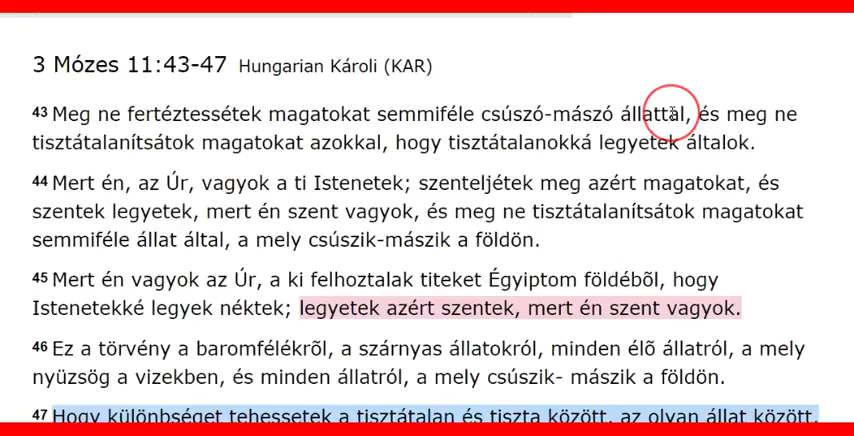 3 Mózes 11:43-47 Hungarian Károli (KAR)
43 Meg ne fertéztessétek magatokat semmiféle csúszó-mászó állattal, és meg ne
tisztátalanítsátok magatokat azokkal, hogy tisztátalanokká legyetek általok.
44 Mert én, az Úr, vagyok a ti Istenetek; szenteljétek meg azért magatokat, és
szentek legyetek, mert én szent vagyok, és meg ne tisztátalanítsátok magatokat
semmiféle állat által, a mely csúszik-mászik a földön.
45 Mert én vagyok az Úr, a ki felhoztalak titeket Égyiptom földébõl, hogy
Istenetekké legyek néktek; legyetek azért szentek, mert én szent vagyok.
46 Ez a törvény a baromfélékrõl, a szárnyas állatokról, minden élõ állatról, a mely
nyüzsög a vizekben, és minden állatról, a mely csúszik- mászik a földön.
47 Hogy különbséget tehessetek a tisztátalan és tiszta között, az olyan állat között,